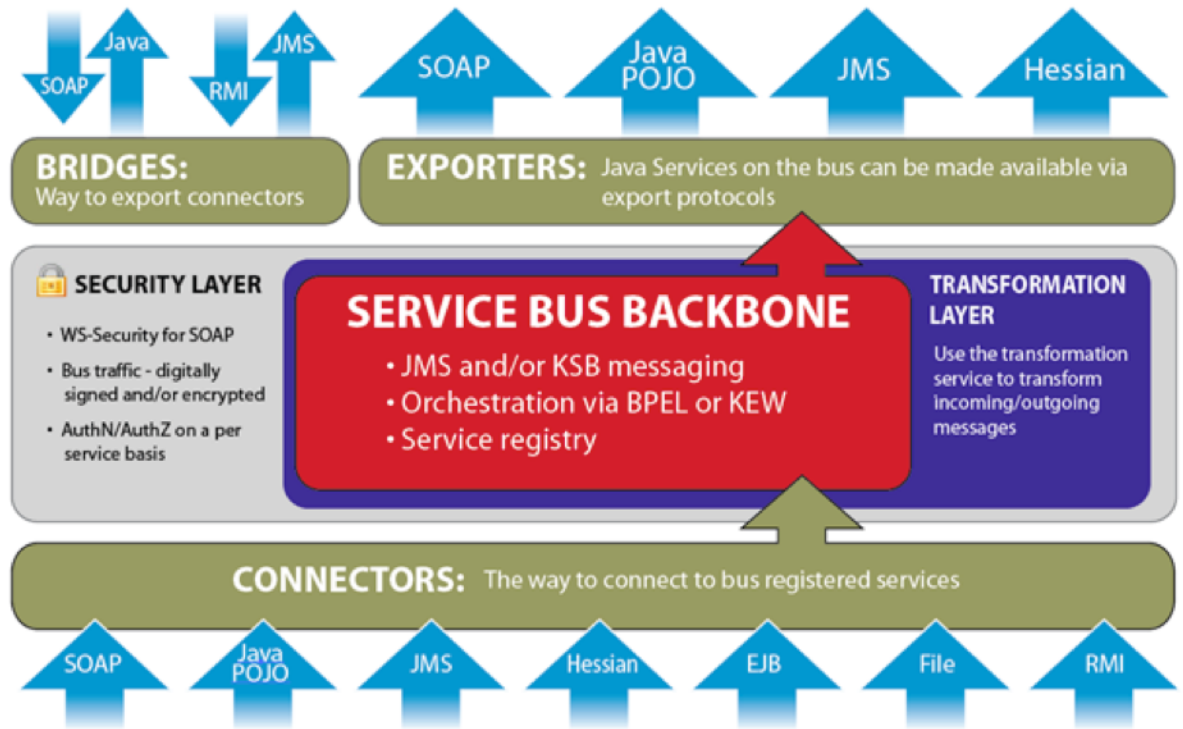 Java
JMS
SOAP
RMI
SOAP
Java
POJO
JMS
Hessian
BRIDGES:
Way to export connectors
EXPORTERS: Java Services on the bus can be made available via
export protocols
SECURITY LAYER
• WS-Security for SOAP
• Bus traffic - digitally
signed and/or encrypted
• AuthN/AuthZ on a per
service basis
SERVICE BUS BACKBONE
• JMS and/or KSB messaging
• Orchestration via BPEL or KEW
• Service registry
TRANSFORMATION
LAYER
Use the transformation
service to transform
incoming/outgoing
messages
CONNECTORS: The way to connect to bus registered services
SOAP
Java
POJO
JMS
Hessian
EJB
File
RMI